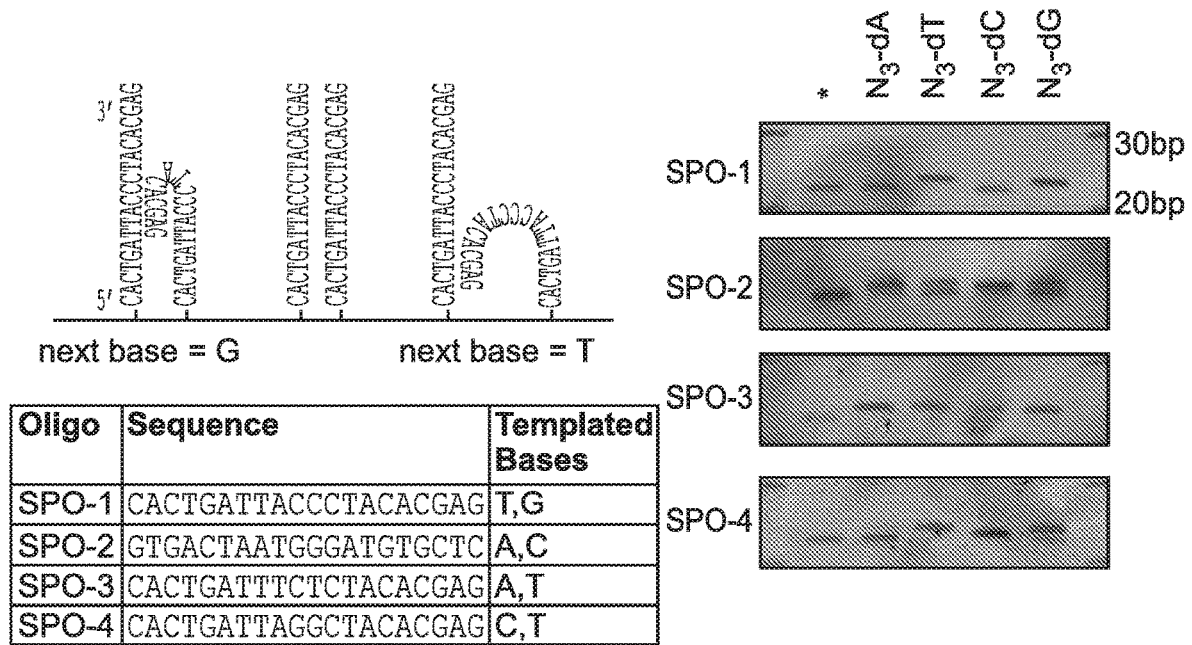 3' CACTGATTACCCTACACGAG
5'
CACTGATTACCC
TACACGAG
CACTGATTACCCTACACGAG
CACTGATTACCCTACACGAG
CACTGATTACCCTACACGAG
CACTGATTACCCTACACGAG
next base = G
next base = T
Oligo Sequence Templated Bases
SPO-1 CACTGATTACCCTACACGAG T,G
SPO-2 GTGACTAATGGGATGTGCTC A,C
SPO-3 CACTGATTTCTCTACACGAG A,T
SPO-4 CACTGATTAGGCTACACGAG C,T
* N₃-dA N₃-dT N₃-dC N₃-dG
SPO-1 30bp
20bp
SPO-2
SPO-3
SPO-4